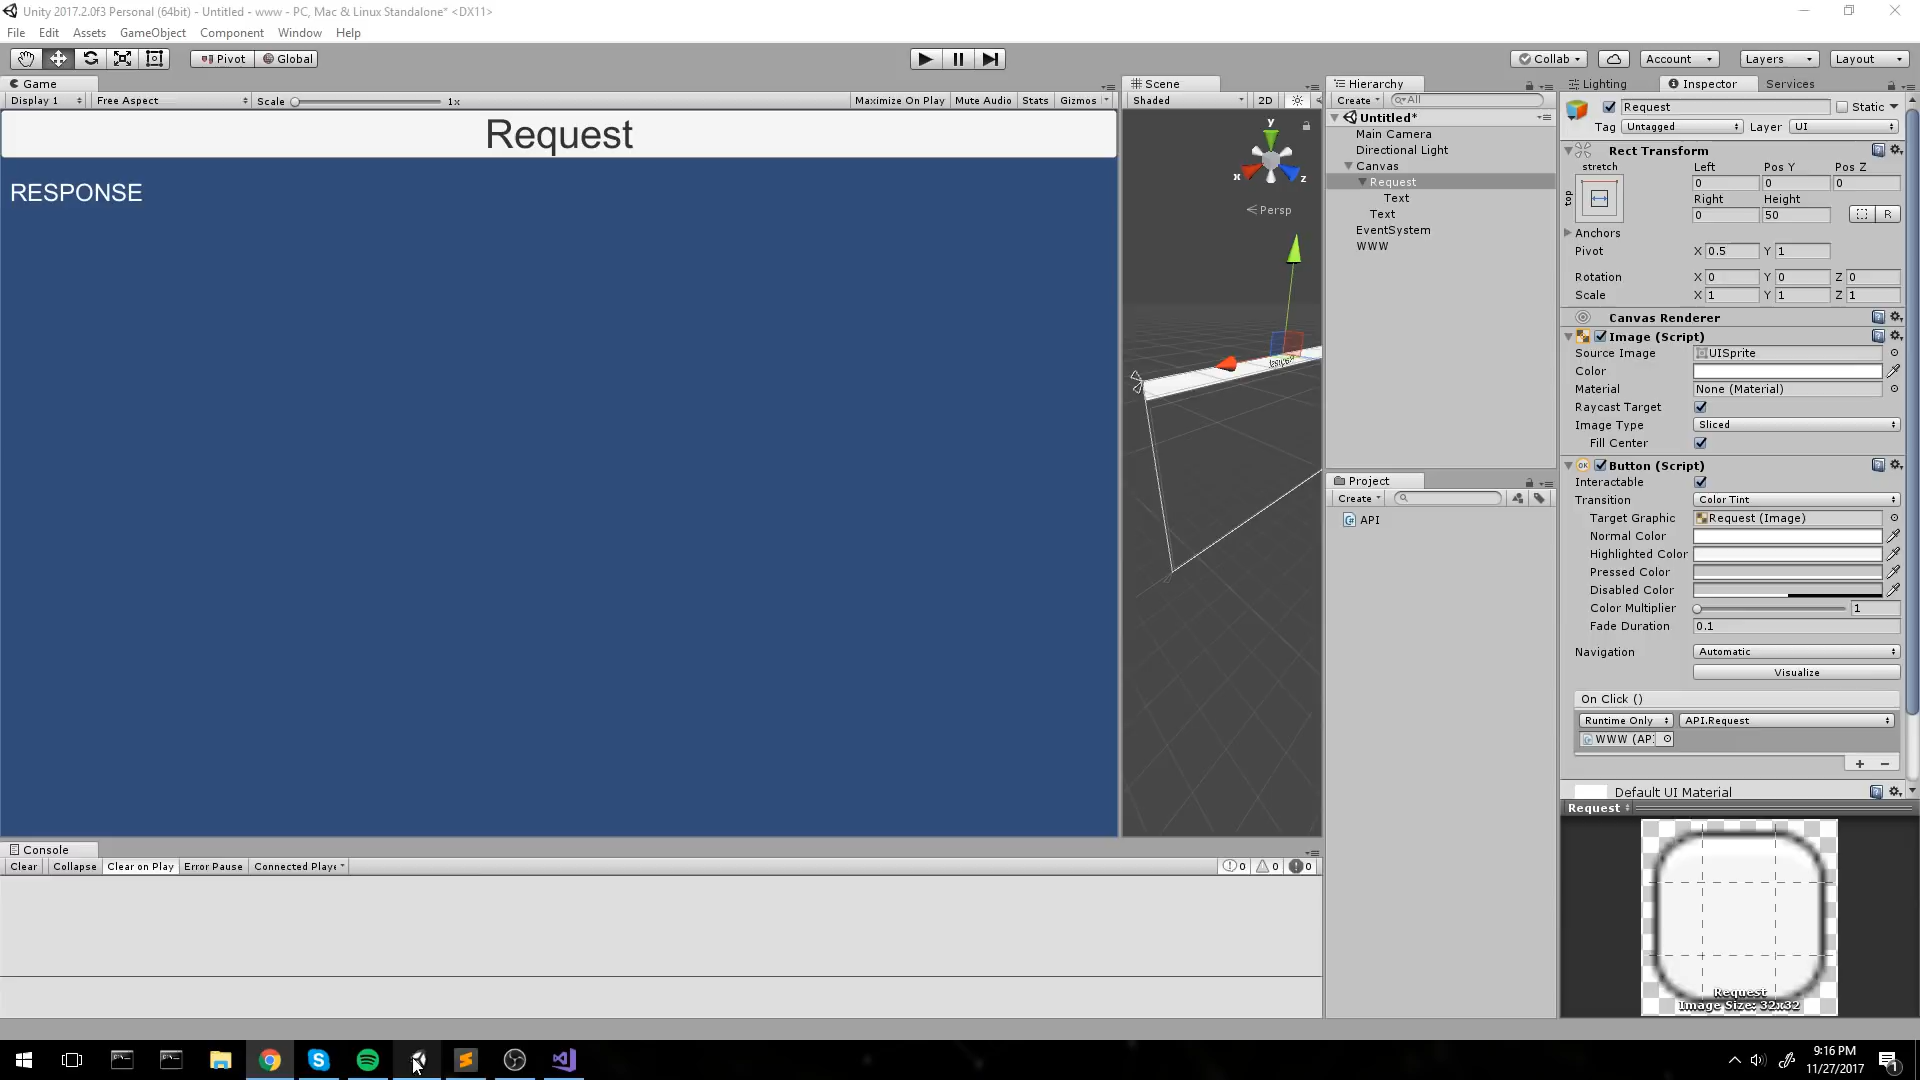 Unity 2017.2.0f3 Personal (64bit) - Untitled - www - PC, Mac & Linux Standalone* <DX11>
File Edit Assets GameObject Component Window Help
Pivot Global Collab Account Layers Layout
Game
Display 1 Free Aspect Scale 1x Maximize On Play Mute Audio Stats Gizmos
Request
RESPONSE
Scene
Shaded 2D
y
x z
Persp
Hierarchy
Create All
Untitled*
Main Camera
Directional Light
Canvas
Request
Text
Text
EventSystem
WWW
Project
Create
API
Lighting Inspector Services
Request Static
Tag Untagged Layer UI
Rect Transform
stretch Left Pos Y Pos Z
top 0 0 0
Right Height
0 50 R
Anchors
Pivot X 0.5 Y 1
Rotation X 0 Y 0 Z 0
Scale X 1 Y 1 Z 1
Canvas Renderer
Image (Script)
Source Image UISprite
Color
Material None (Material)
Raycast Target
Image Type Sliced
Fill Center
Button (Script)
Interactable
Transition Color Tint
Target Graphic Request (Image)
Normal Color
Highlighted Color
Pressed Color
Disabled Color
Color Multiplier 1
Fade Duration 0.1
Navigation Automatic
Visualize
On Click ()
Runtime Only API.Request
WWW (AP
Default UI Material
Request
Request
Image Size: 32x32
Console
Clear Collapse Clear on Play Error Pause Connected Playe 0 0 0
9:16 PM
11/27/2017
1